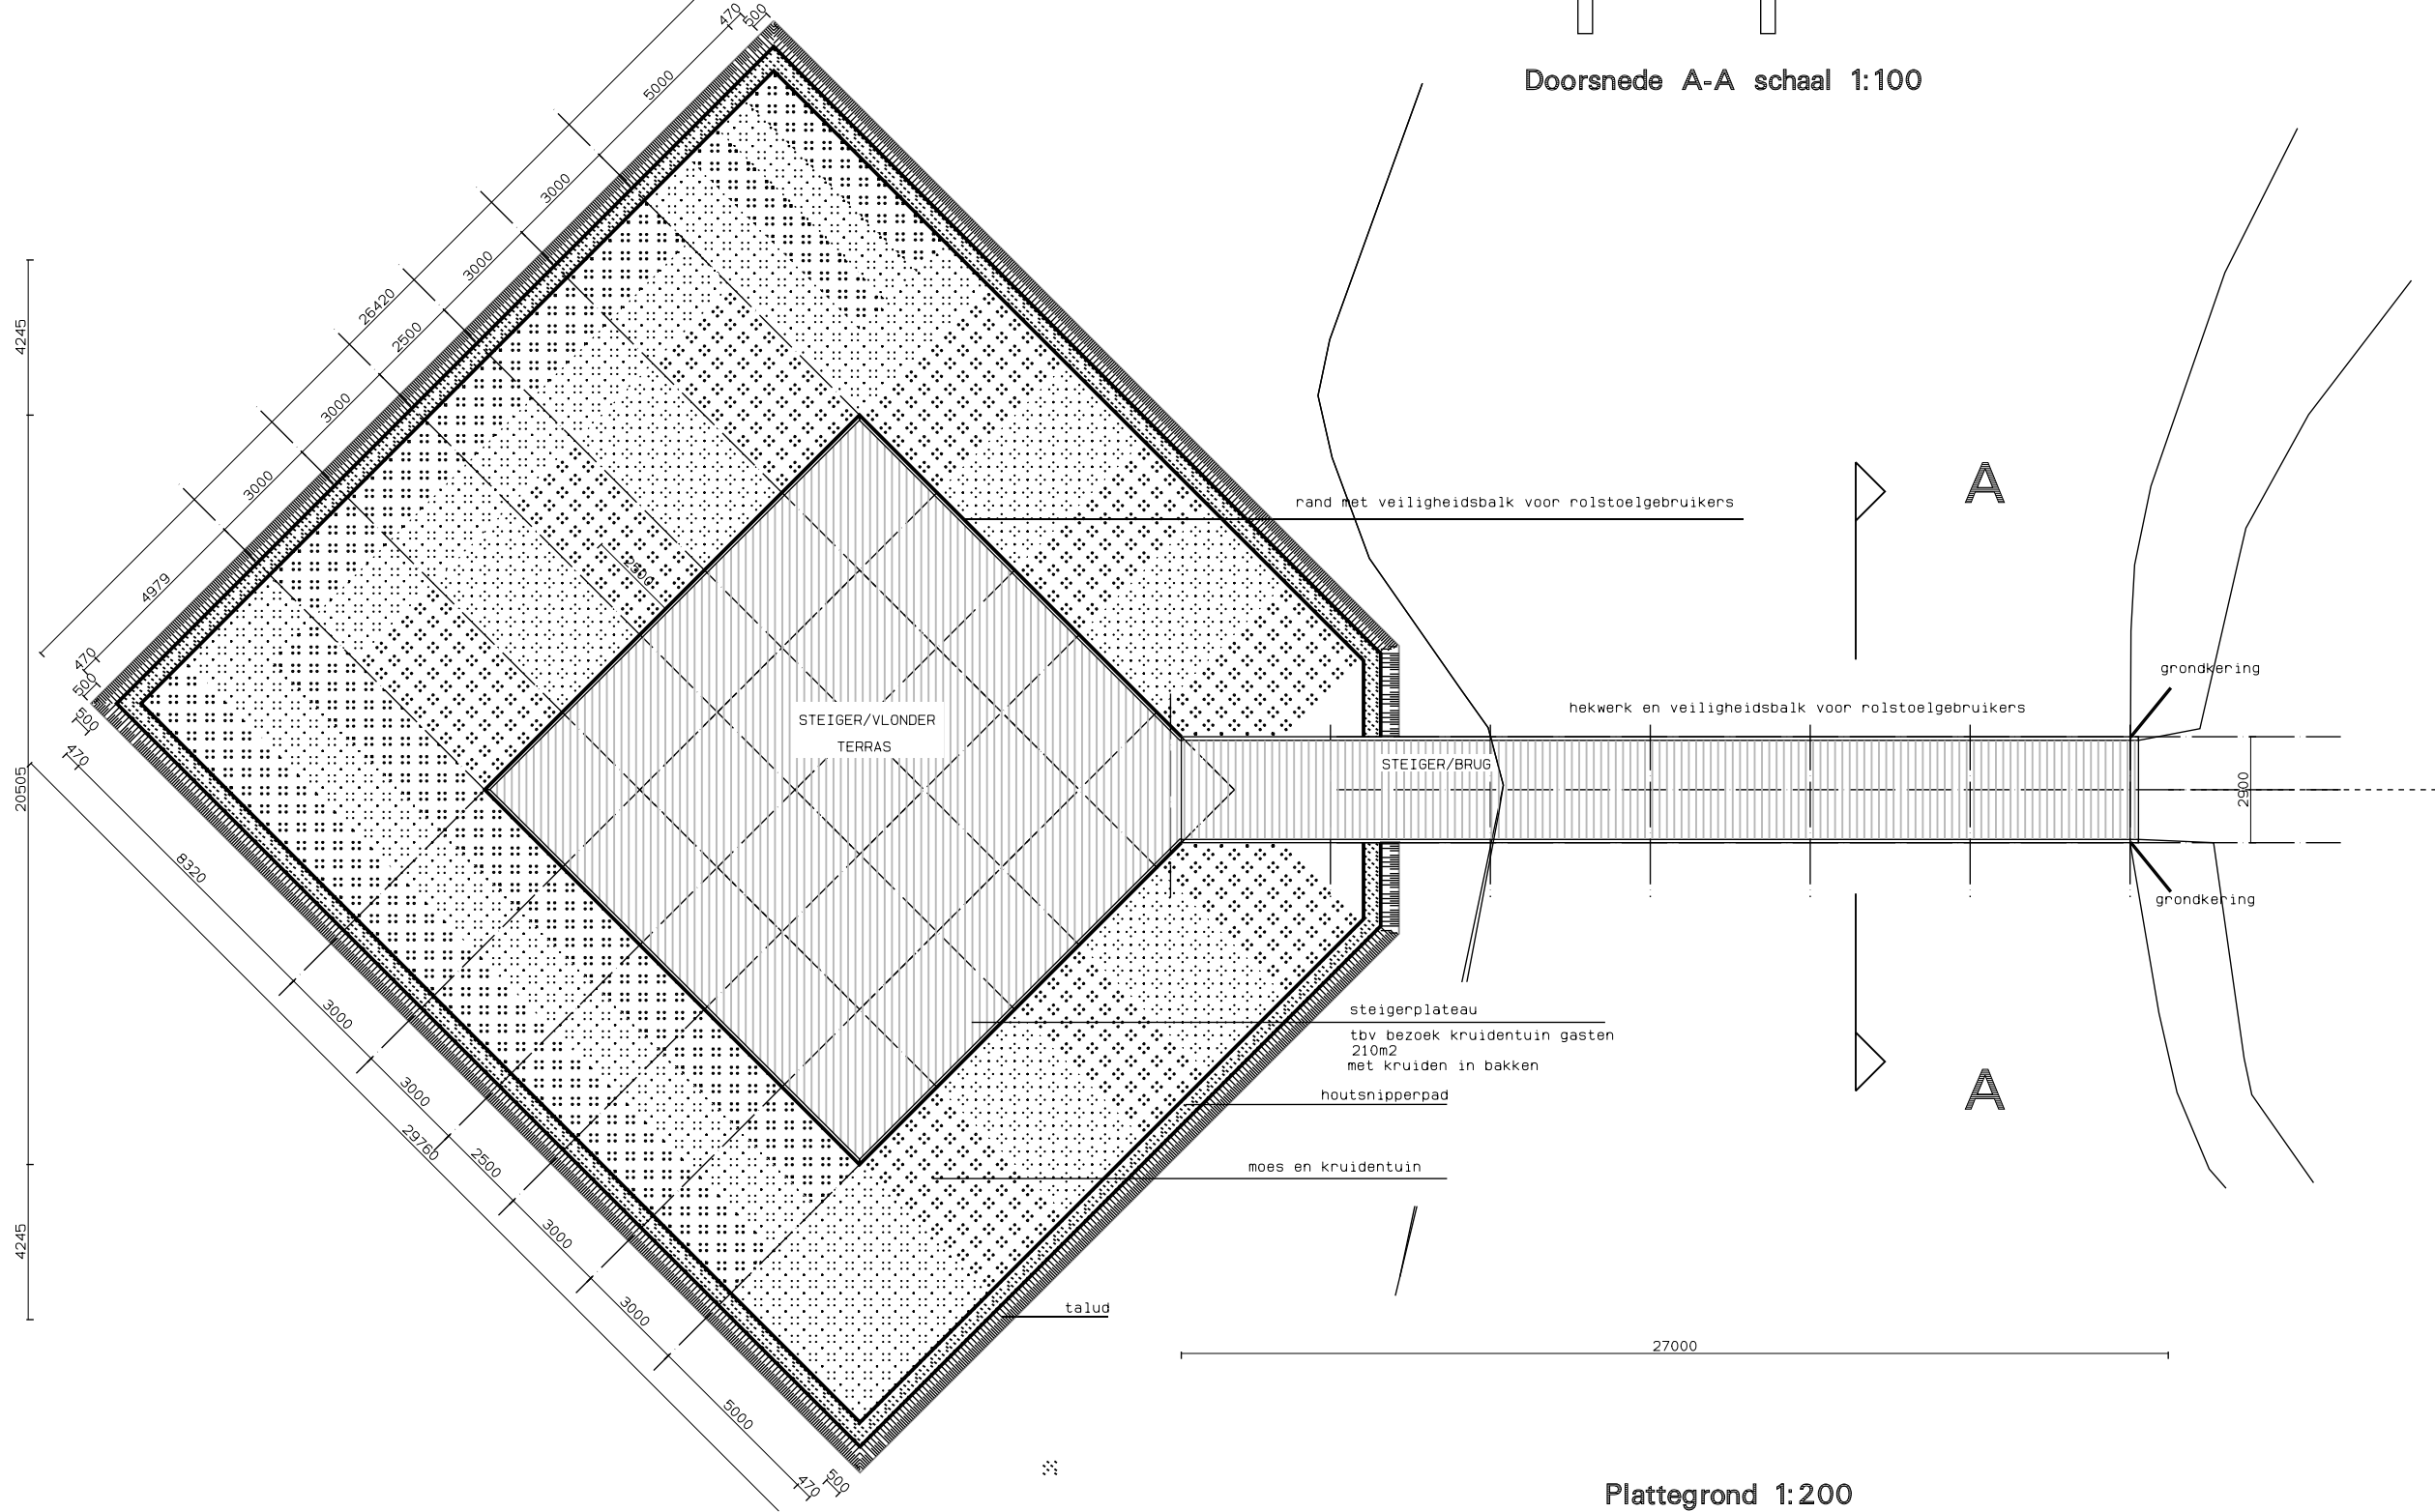 Doorsnede A-A schaal 1:100
470
500
5000
3000
3000
26420
2500
3000
3000
4979
470
500
500
470
4245
20505
4245
2500
8320
3000
3000
29760
2500
3000
3000
5000
470
500
rand met veiligheidsbalk voor rolstoelgebruikers
A
grondkering
hekwerk en veiligheidsbalk voor rolstoelgebruikers
STEIGER/VLONDER
TERRAS
STEIGER/BRUG
2900
grondkering
steigerplateau
tbv bezoek kruidentuin gasten
210m2
met kruiden in bakken
A
houtsnipperpad
moes en kruidentuin
talud
27000
Plattegrond 1:200